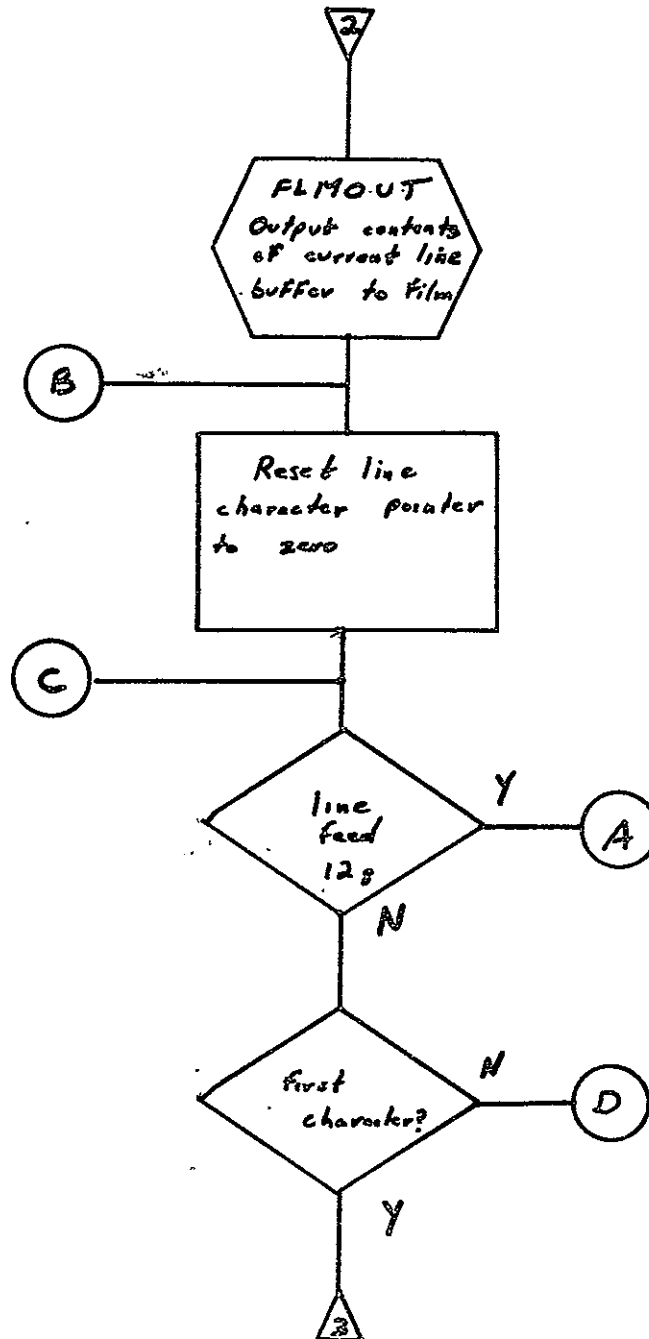 2
FLMOUT
Output contents
of current line
buffer to film
B
Reset line
character pointer
to zero
C
line
feed
12₈
Y
A
N
First
character?
N
D
Y
3